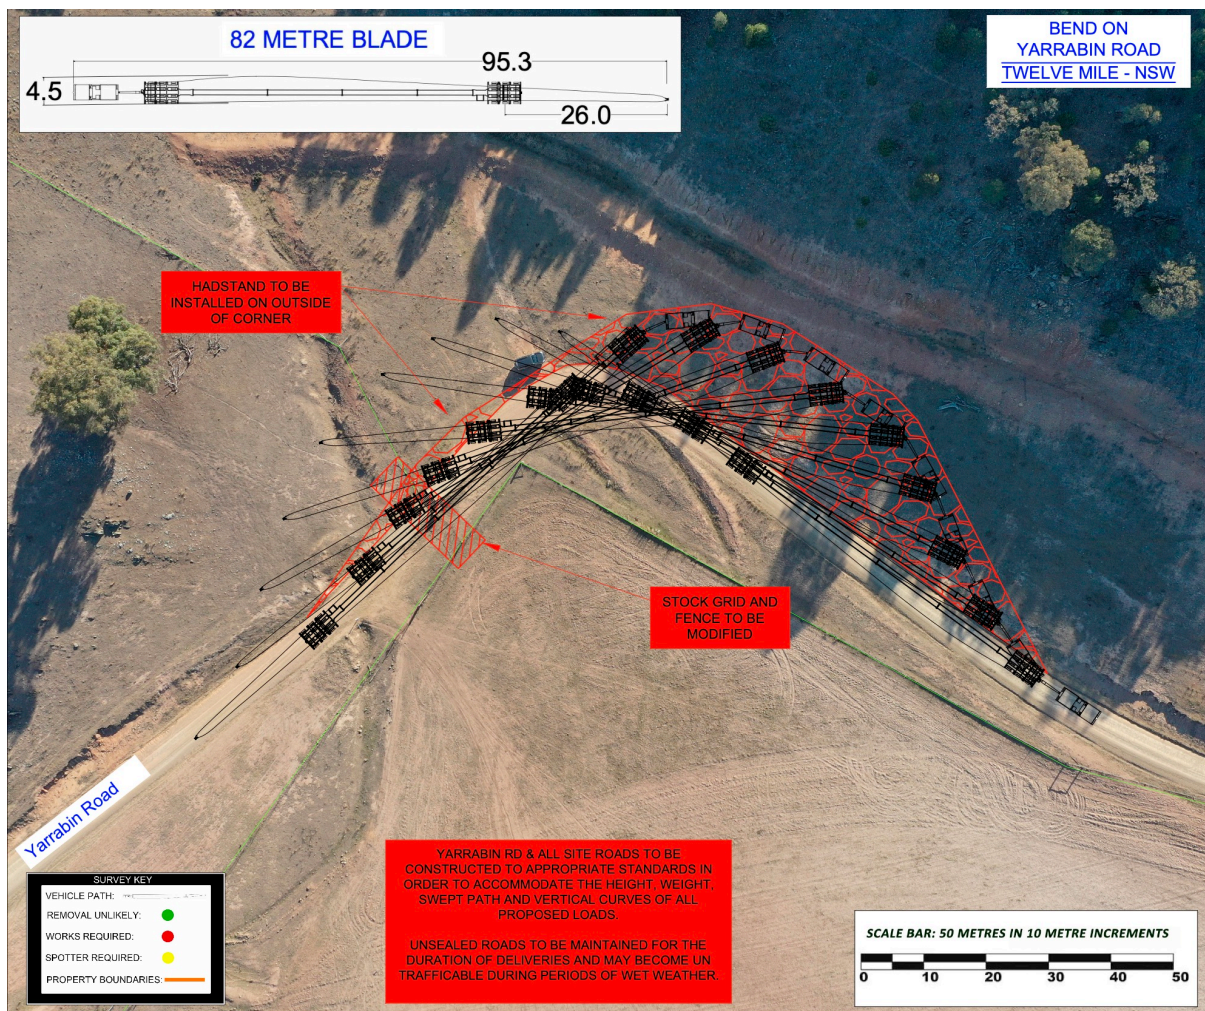 82 METRE BLADE
95.3
4.5
26.0
BEND ON
YARRABIN ROAD
TWELVE MILE - NSW
HADSTAND TO BE
INSTALLED ON OUTSIDE
OF CORNER
STOCK GRID AND
FENCE TO BE
MODIFIED
Yarrabin Road
YARRABIN RD & ALL SITE ROADS TO BE
CONSTRUCTED TO APPROPRIATE STANDARDS IN
ORDER TO ACCOMMODATE THE HEIGHT, WEIGHT,
SWEPT PATH AND VERTICAL CURVES OF ALL
PROPOSED LOADS.
UNSEALED ROADS TO BE MAINTAINED FOR THE
DURATION OF DELIVERIES AND MAY BECOME UN
TRAFFICABLE DURING PERIODS OF WET WEATHER.
SURVEY KEY
VEHICLE PATH:
REMOVAL UNLIKELY:
WORKS REQUIRED:
SPOTTER REQUIRED:
PROPERTY BOUNDARIES:
SCALE BAR: 50 METRES IN 10 METRE INCREMENTS
0 10 20 30 40 50